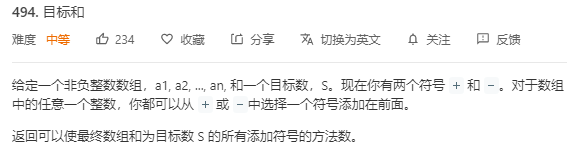 494. 目标和
难度 中等 234 收藏 分享 切换为英文 关注 反馈
给定一个非负整数数组，a1, a2, ..., an, 和一个目标数，S。现在你有两个符号 + 和 -。对于数组
中的任意一个整数，你都可以从 + 或 -中选择一个符号添加在前面。
返回可以使最终数组和为目标数 S 的所有添加符号的方法数。